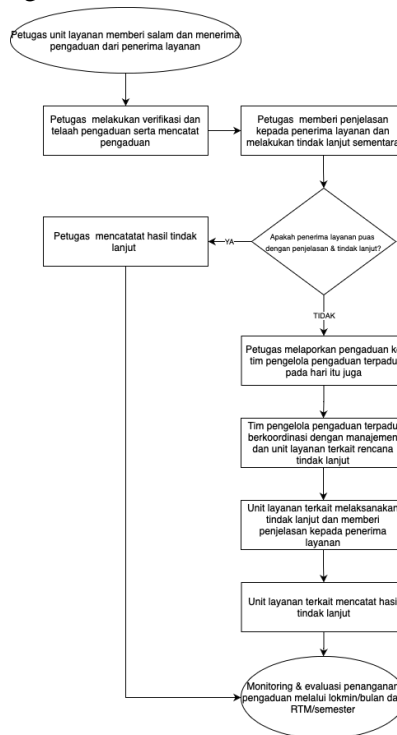 Petugas unit layanan memberi salam dan menerima
pengaduan dari penerima layanan
Petugas melakukan verifikasi dan
telaah pengaduan serta mencatat
pengaduan
Petugas memberi penjelasan
kepada penerima layanan dan
melakukan tindak lanjut sementara
Apakah penerima layanan puas
dengan penjelasan & tindak lanjut?
YA
Petugas mencatatat hasil tindak
lanjut
TIDAK
Petugas melaporkan pengaduan ke
tim pengelola pengaduan terpadu
pada hari itu juga
Tim pengelola pengaduan terpadu
berkoordinasi dengan manajemen
dan unit layanan terkait rencana
tindak lanjut
Unit layanan terkait melaksanakan
tindak lanjut dan memberi
penjelasan kepada penerima
layanan
Unit layanan terkait mencatat hasil
tindak lanjut
Monitoring & evaluasi penanganan
pengaduan melalui lokmin/bulan dan
RTM/semester